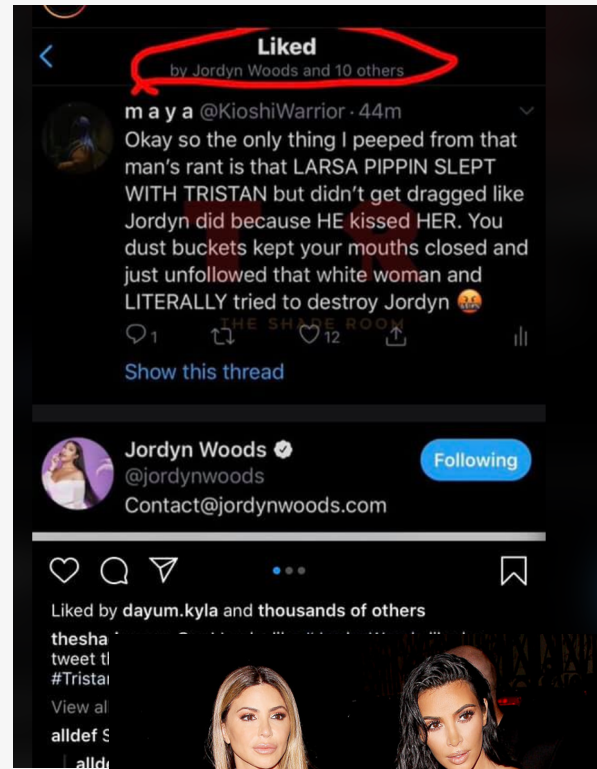 Liked
by Jordyn Woods and 10 others
m a y a @KioshiWarrior · 44m
Okay so the only thing I peeped from that
man's rant is that LARSA PIPPIN SLEPT
WITH TRISTAN but didn't get dragged like
Jordyn did because HE kissed HER. You
dust buckets kept your mouths closed and
just unfollowed that white woman and
LITERALLY tried to destroy Jordyn 🤬
THE SHADE ROOM
1 12
Show this thread
Jordyn Woods
@jordynwoods
Following
Contact@jordynwoods.com
Liked by dayum.kyla and thousands of others
thesha
tweet t
#Trista
View al
alldef S
alld